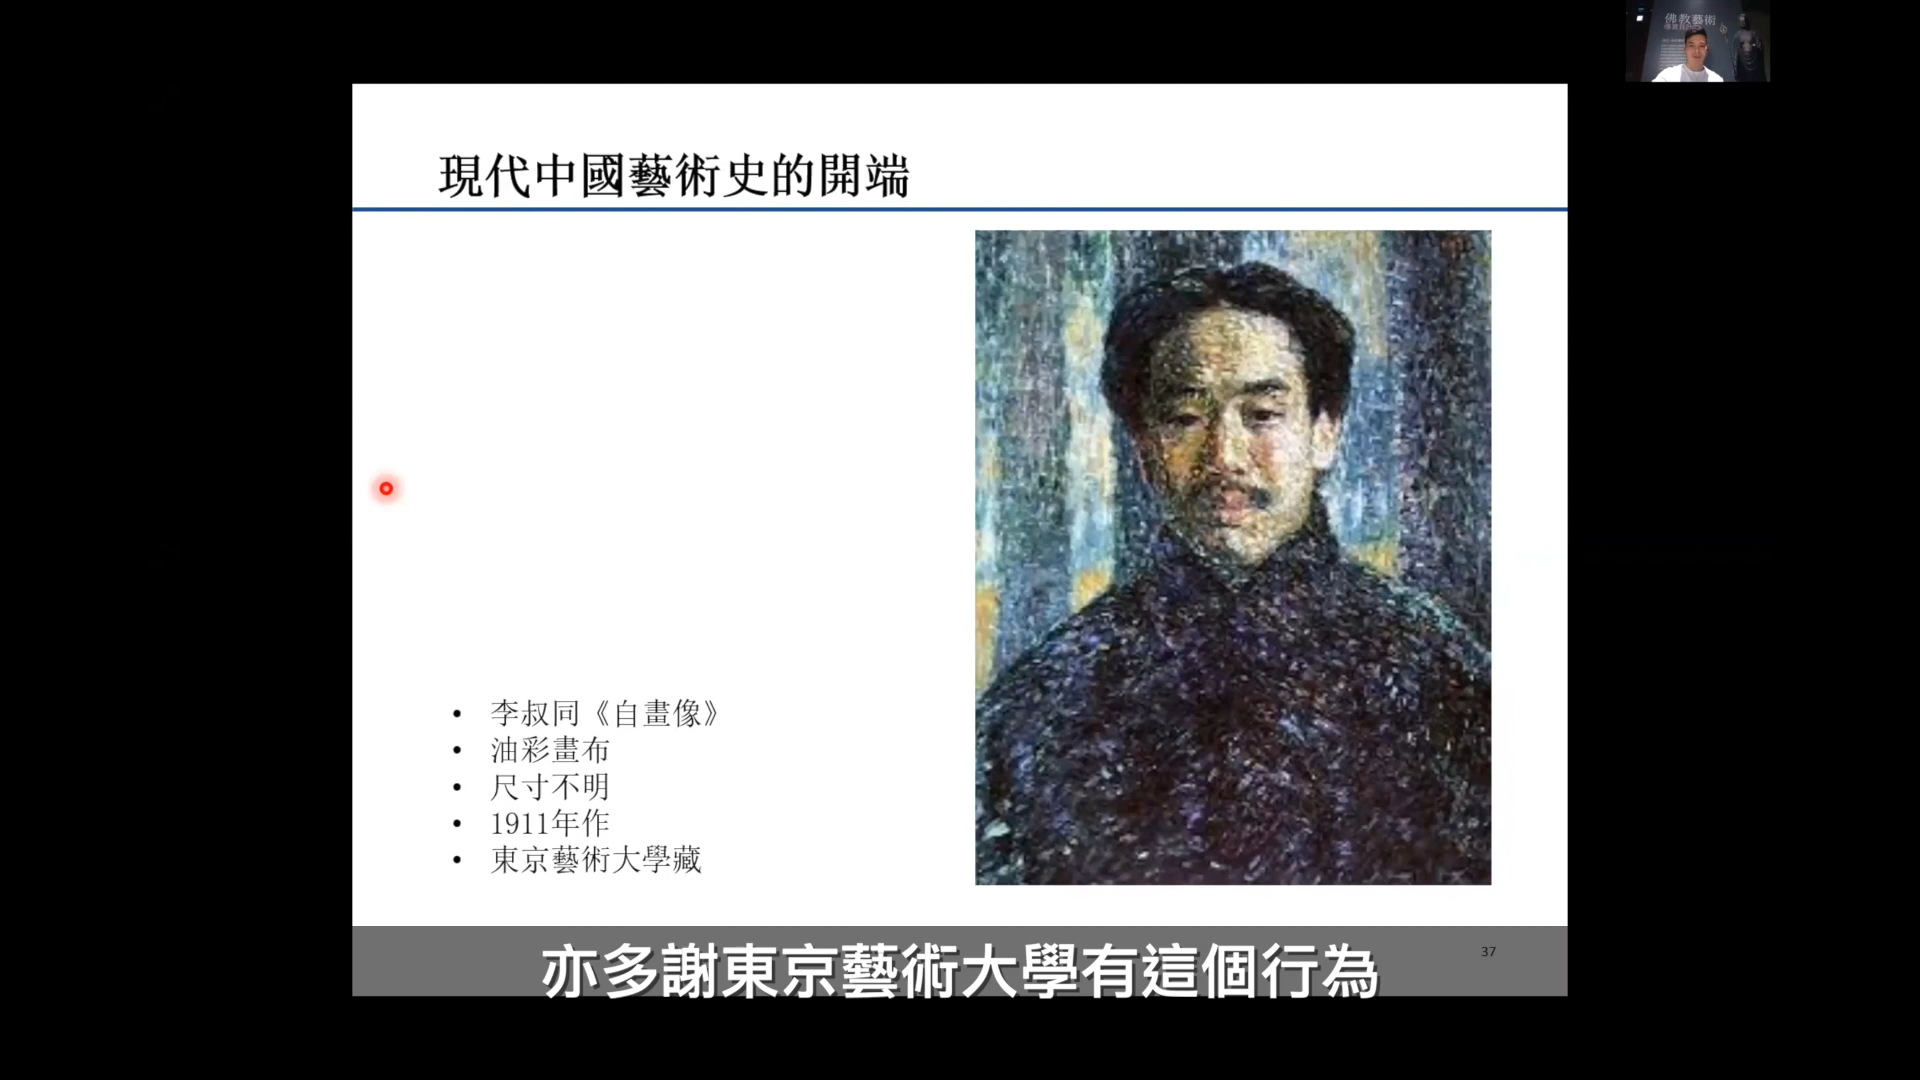 佛教藝術
現代中國藝術史的開端
• 李叔同《自畫像》
• 油彩畫布
• 尺寸不明
• 1911年作
• 東京藝術大學藏
37
亦多謝東京藝術大學有這個行為